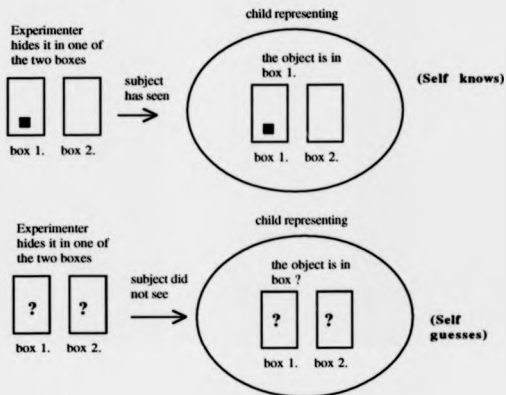 child representing
Experimenter
hides it in one of
the two boxes
subject
has seen
the object is in
box 1.
(Self knows)
box 1. box 2.
box 1. box 2.
child representing
Experimenter
hides it in one of
the two boxes
subject did
not see
the object is in
box ?
? ?
? ?
(Self
guesses)
box 1. box 2.
box 1. box 2.